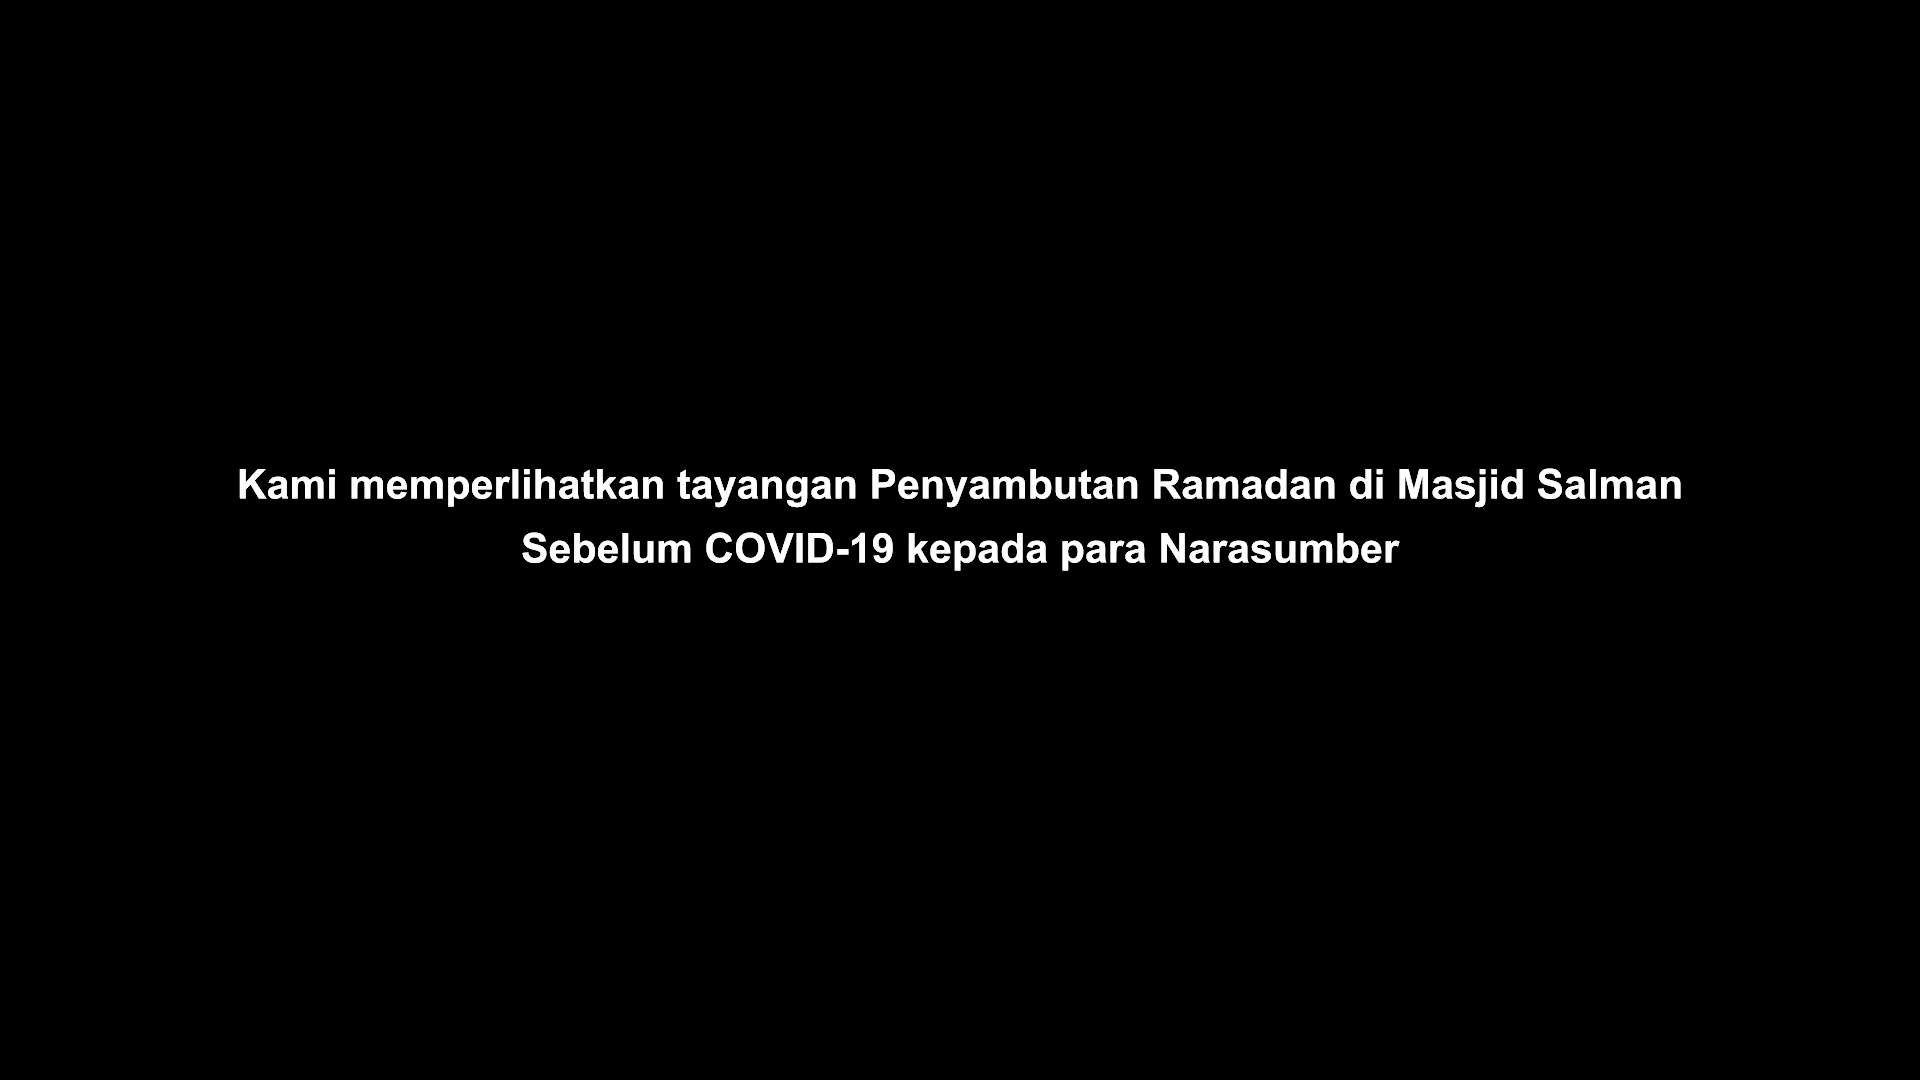 Kami memperlihatkan tayangan Penyambutan Ramadan di Masjid Salman
Sebelum COVID-19 kepada para Narasumber